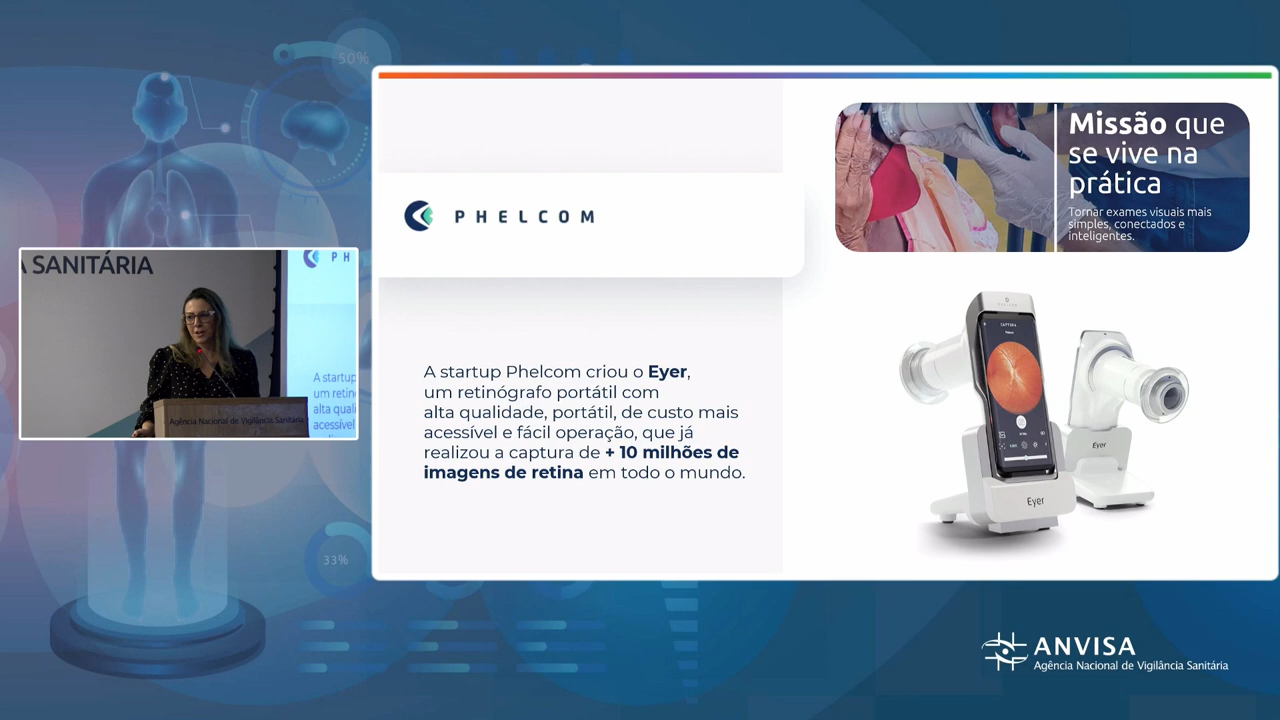 50%
33%
A SANITÁRIA
P H
A startup
um retin
alta quali
acessível
Agência Nacional de Vigilância Sanitária
PHELCOM
A startup Phelcom criou o Eyer,
um retinógrafo portátil com
alta qualidade, portátil, de custo mais
acessível e fácil operação, que já
realizou a captura de + 10 milhões de
imagens de retina em todo o mundo.
Missão que
se vive na
prática
Tornar exames visuais mais
simples, conectados e
inteligentes.
CAPTURA
Eyer
Eyer
ANVISA
Agência Nacional de Vigilância Sanitária